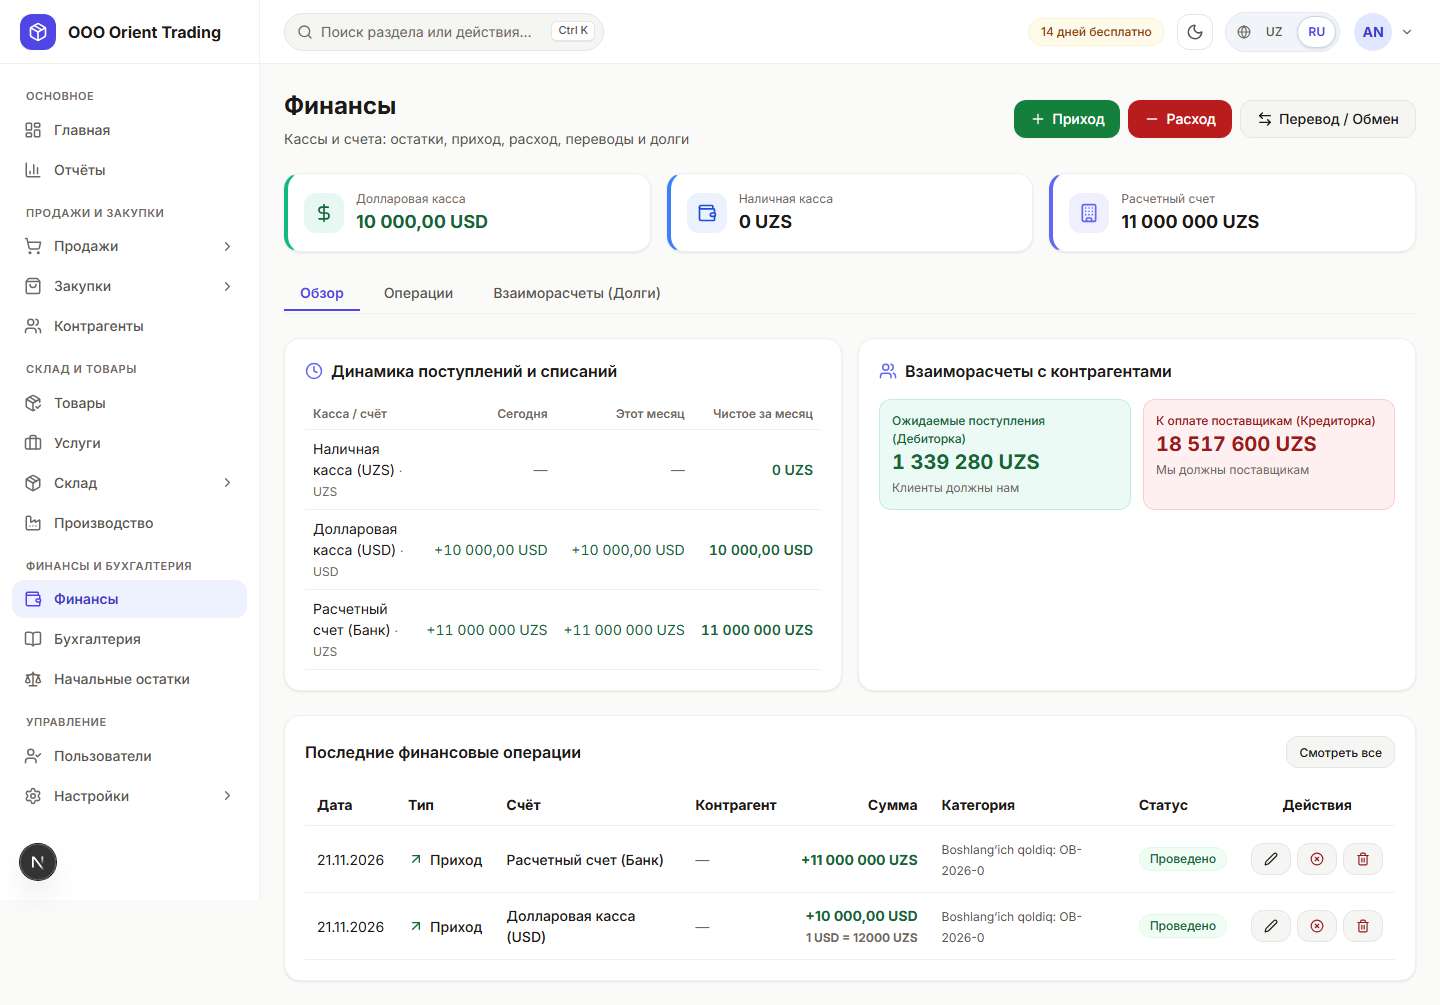 ООО Orient Trading
Поиск раздела или действия...
Ctrl K
14 дней бесплатно
UZ
RU
AN
ОСНОВНОЕ
Главная
Отчёты
ПРОДАЖИ И ЗАКУПКИ
Продажи
Закупки
Контрагенты
СКЛАД И ТОВАРЫ
Товары
Услуги
Склад
Производство
ФИНАНСЫ И БУХГАЛТЕРИЯ
Финансы
Бухгалтерия
Начальные остатки
УПРАВЛЕНИЕ
Пользователи
Настройки
N
Финансы
Кассы и счета: остатки, приход, расход, переводы и долги
+ Приход
− Расход
Перевод / Обмен
Долларовая касса
10 000,00 USD
Наличная касса
0 UZS
Расчетный счет
11 000 000 UZS
Обзор
Операции
Взаиморасчеты (Долги)
Динамика поступлений и списаний
Касса / счёт Сегодня Этот месяц Чистое за месяц
Наличная
касса (UZS) · — — 0 UZS
UZS
Долларовая
касса (USD) · +10 000,00 USD +10 000,00 USD 10 000,00 USD
USD
Расчетный
счет (Банк) · +11 000 000 UZS +11 000 000 UZS 11 000 000 UZS
UZS
Взаиморасчеты с контрагентами
Ожидаемые поступления
(Дебиторка)
1 339 280 UZS
Клиенты должны нам
К оплате поставщикам (Кредиторка)
18 517 600 UZS
Мы должны поставщикам
Последние финансовые операции
Смотреть все
Дата Тип Счёт Контрагент Сумма Категория Статус Действия
21.11.2026 Приход Расчетный счет (Банк) — +11 000 000 UZS Boshlang‘ich qoldiq: OB-
2026-0 Проведено
21.11.2026 Приход Долларовая касса
(USD) — +10 000,00 USD
1 USD = 12000 UZS Boshlang‘ich qoldiq: OB-
2026-0 Проведено